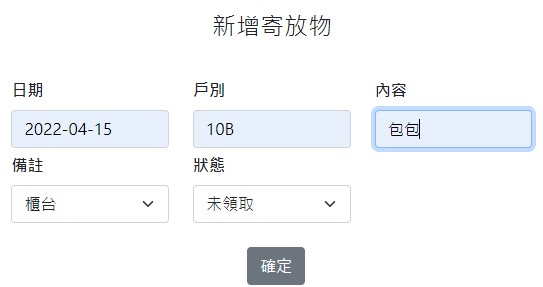 新增寄放物
日期 戶別 內容
2022-04-15 10B 包包
備註 狀態
櫃台 未領取
確定